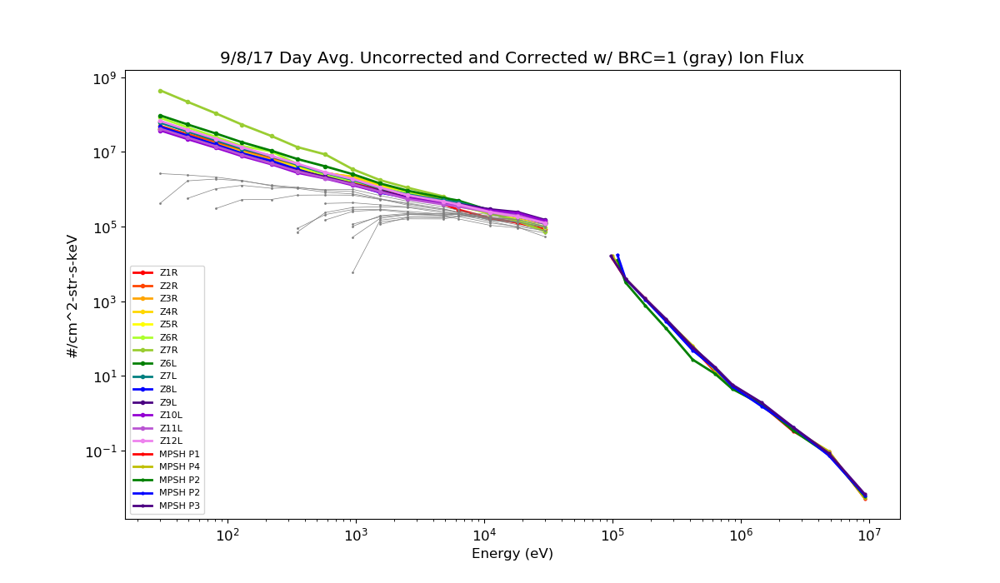 9/8/17 Day Avg. Uncorrected and Corrected w/ BRC=1 (gray) Ion Flux
#/cm^2-str-s-keV
10^9
10^7
10^5
10^3
10^1
10^−1
Z1R
Z2R
Z3R
Z4R
Z5R
Z6R
Z7R
Z6L
Z7L
Z8L
Z9L
Z10L
Z11L
Z12L
MPSH P1
MPSH P4
MPSH P2
MPSH P2
MPSH P3
10^2 10^3 10^4 10^5 10^6 10^7
Energy (eV)